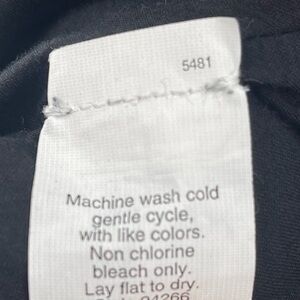 5481
Machine wash cold
gentle cycle,
with like colors.
Non chlorine
bleach only.
Lay flat to dry.